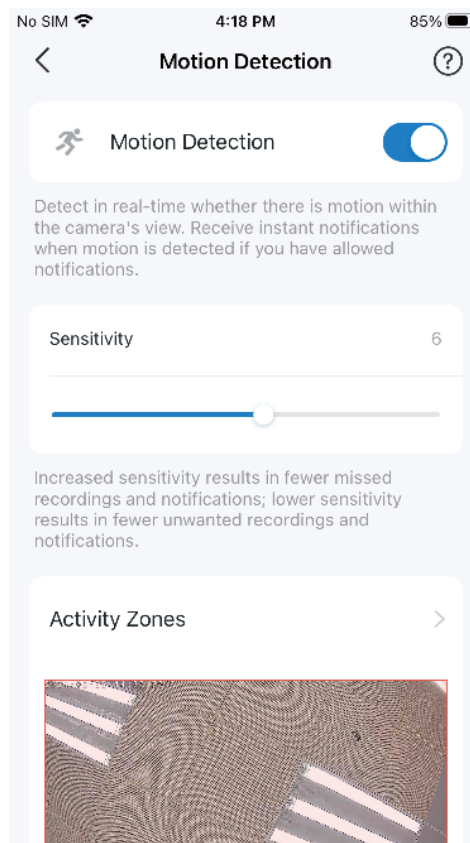 No SIM 4:18 PM 85%
Motion Detection ?
Motion Detection
Detect in real-time whether there is motion within
the camera's view. Receive instant notifications
when motion is detected if you have allowed
notifications.
Sensitivity 6
Increased sensitivity results in fewer missed
recordings and notifications; lower sensitivity
results in fewer unwanted recordings and
notifications.
Activity Zones